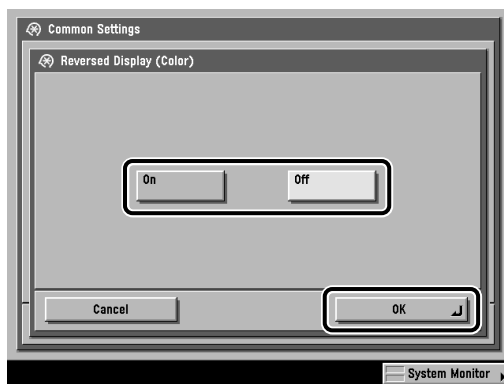 Common Settings
Reversed Display (Color)
On Off
Cancel OK
System Monitor